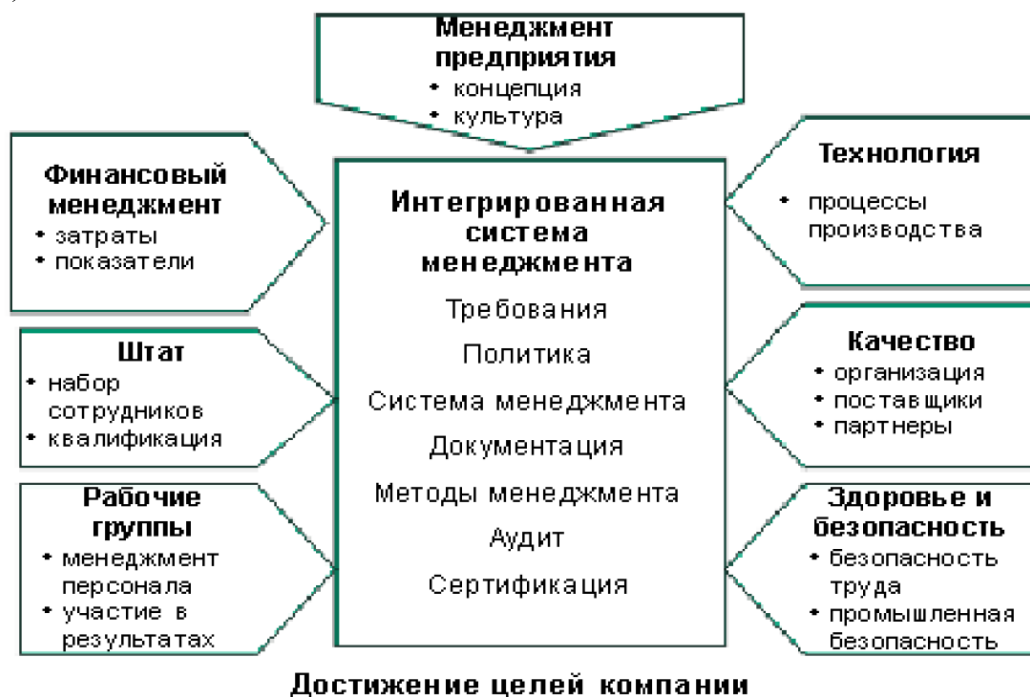 Менеджмент
предприятия
• концепция
• культура
Финансовый
менеджмент
• затраты
• показатели
Штат
• набор
сотрудников
• квалификация
Рабочие
группы
• менеджмент
персонала
• участие в
результатах
Интегрированная
система
менеджмента
Требования
Политика
Система менеджмента
Документация
Методы менеджмента
Аудит
Сертификация
Технология
• процессы
производства
Качество
• организация
• поставщики
• партнеры
Здоровье и
безопасность
• безопасность
труда
• промышленная
безопасность
Достижение целей компании